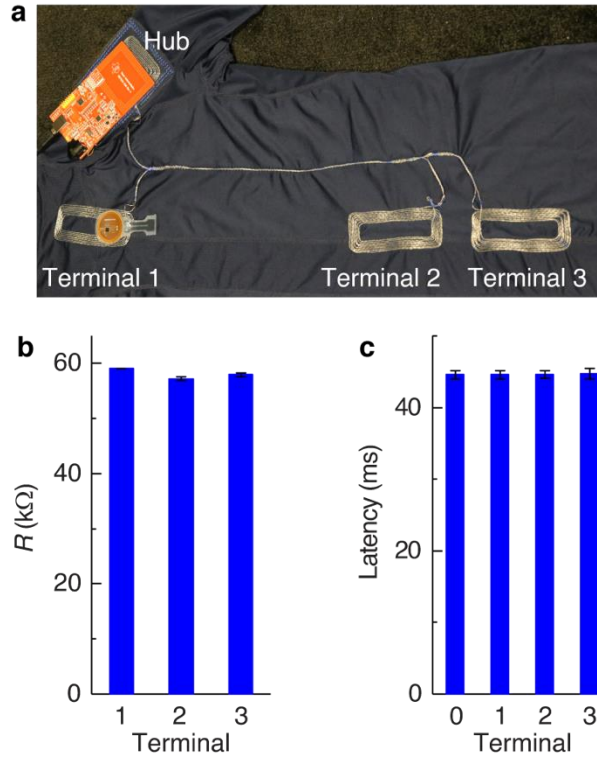 a
Hub
Terminal 1
Terminal 2
Terminal 3
b
60
40
20
0
R (kΩ)
1 2 3
Terminal
c
40
20
0
Latency (ms)
0 1 2 3
Terminal